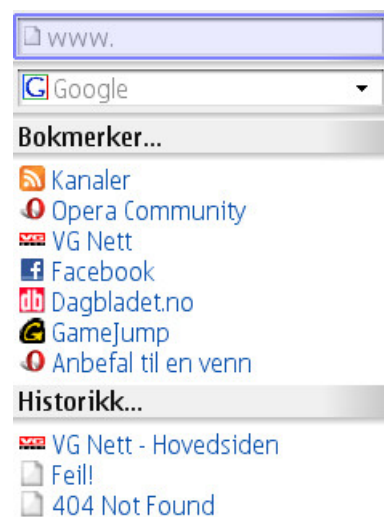 www.
Google
Bokmerker...
Kanaler
Opera Community
VG Nett
Facebook
Dagbladet.no
GameJump
Anbefal til en venn
Historikk...
VG Nett - Hovedsiden
Feil!
404 Not Found